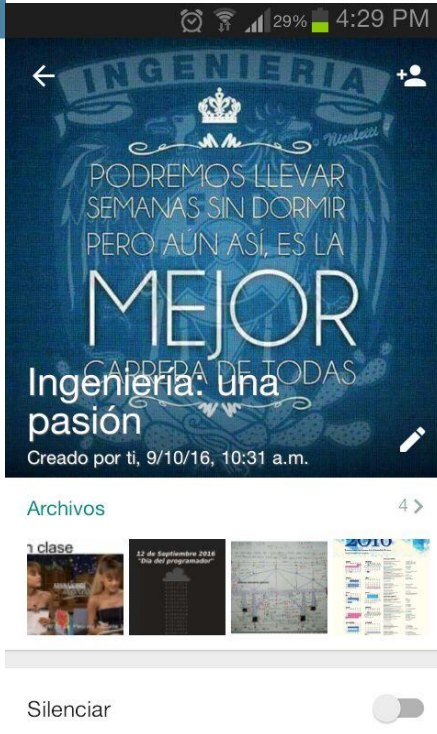 29% 4:29 PM
INGENIERIA
Nicoletti
PODREMOS LLEVAR
SEMANAS SIN DORMIR
PERO AÚN ASÍ, ES LA
MEJOR
CARRERA DE TODAS
Ingeniería: una
pasión
Creado por ti, 9/10/16, 10:31 a.m.
Archivos
4
n clase
12 de Septiembre 2016
"Dia del programador"
2016
Silenciar